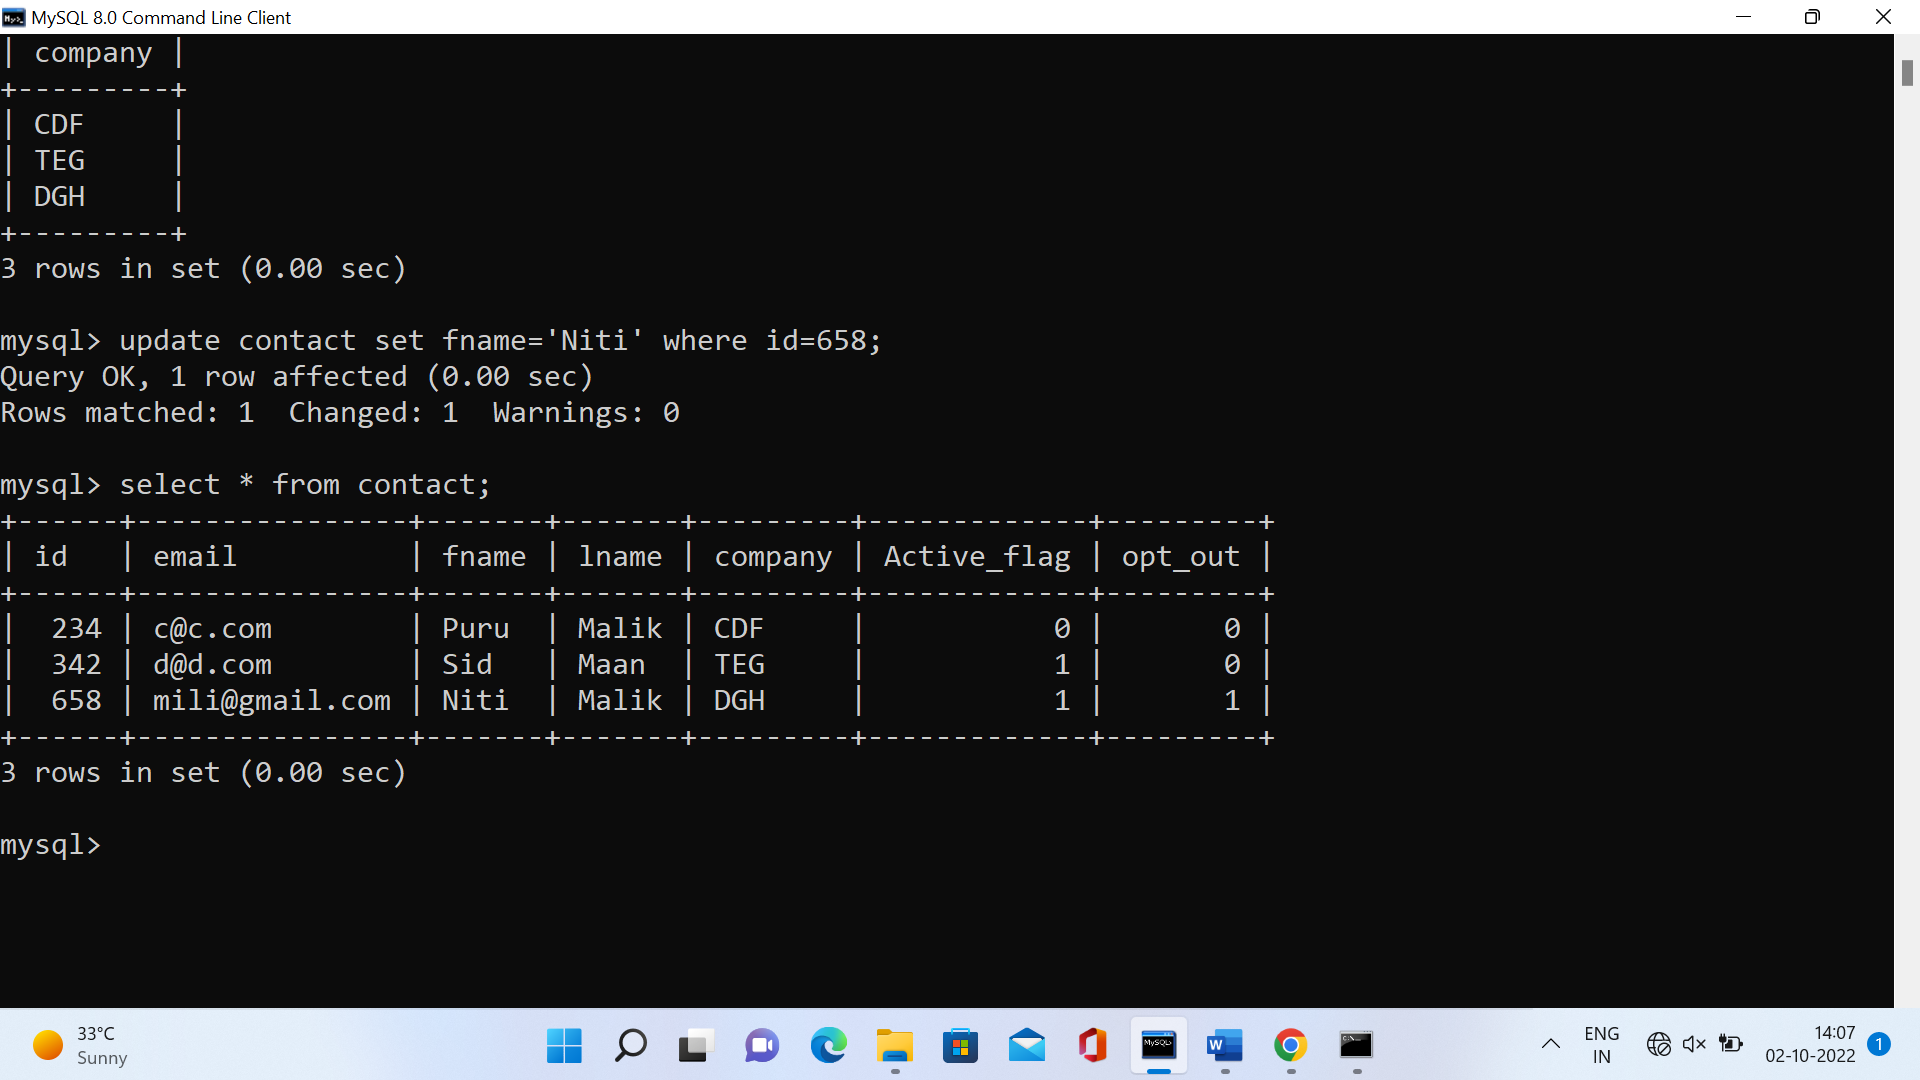 MySQL 8.0 Command Line Client
| company |
+---------+
| CDF     |
| TEG     |
| DGH     |
+---------+
3 rows in set (0.00 sec)
mysql> update contact set fname='Niti' where id=658;
Query OK, 1 row affected (0.00 sec)
Rows matched: 1  Changed: 1  Warnings: 0
mysql> select * from contact;
+------+----------------+-------+-------+---------+-------------+---------+
| id   | email          | fname | lname | company | Active_flag | opt_out |
+------+----------------+-------+-------+---------+-------------+---------+
|  234 | c@c.com        | Puru  | Malik | CDF     |           0 |       0 |
|  342 | d@d.com        | Sid   | Maan  | TEG     |           1 |       0 |
|  658 | mili@gmail.com | Niti  | Malik | DGH     |           1 |       1 |
+------+----------------+-------+-------+---------+-------------+---------+
3 rows in set (0.00 sec)
mysql>
33°C
Sunny
MySQL>
W
ENG
IN
14:07
02-10-2022
1